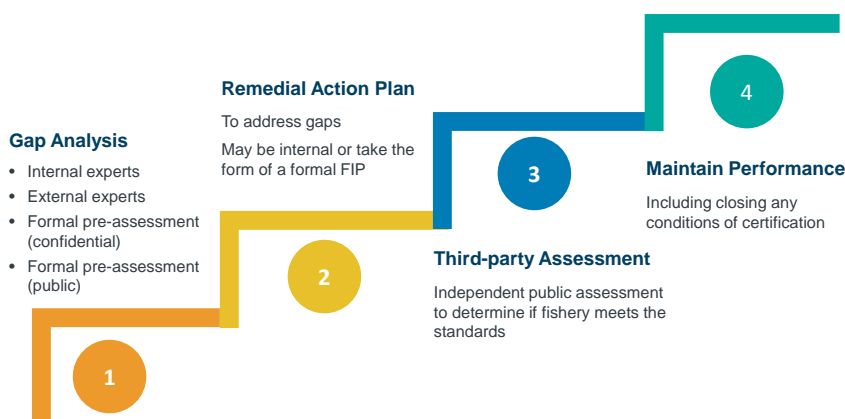 Gap Analysis
• Internal experts
• External experts
• Formal pre-assessment
(confidential)
• Formal pre-assessment
(public)
1
Remedial Action Plan
To address gaps
May be internal or take the
form of a formal FIP
2
3
Third-party Assessment
Independent public assessment
to determine if fishery meets the
standards
4
Maintain Performance
Including closing any
conditions of certification